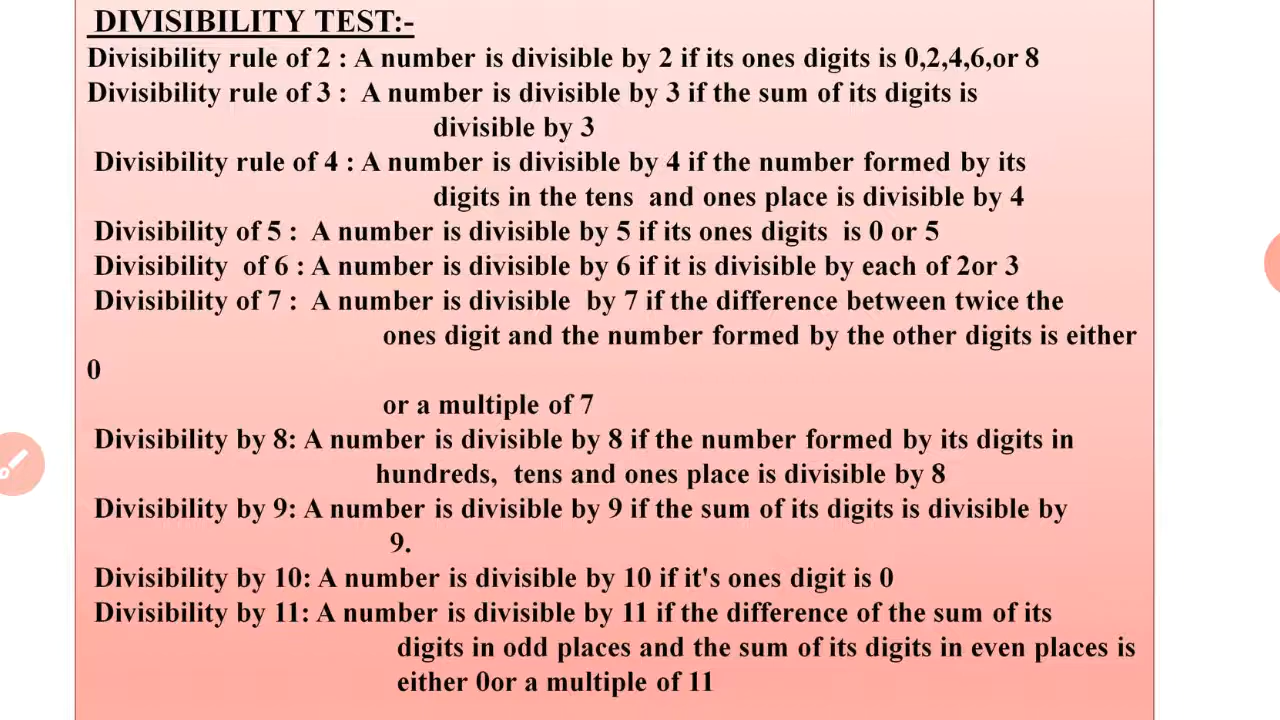 DIVISIBILITY TEST:-
Divisibility rule of 2 : A number is divisible by 2 if its ones digits is 0,2,4,6,or 8
Divisibility rule of 3 : A number is divisible by 3 if the sum of its digits is
divisible by 3
Divisibility rule of 4 : A number is divisible by 4 if the number formed by its
digits in the tens and ones place is divisible by 4
Divisibility of 5 : A number is divisible by 5 if its ones digits is 0 or 5
Divisibility of 6 : A number is divisible by 6 if it is divisible by each of 2or 3
Divisibility of 7 : A number is divisible by 7 if the difference between twice the
ones digit and the number formed by the other digits is either
0
or a multiple of 7
Divisibility by 8: A number is divisible by 8 if the number formed by its digits in
hundreds, tens and ones place is divisible by 8
Divisibility by 9: A number is divisible by 9 if the sum of its digits is divisible by
9.
Divisibility by 10: A number is divisible by 10 if it's ones digit is 0
Divisibility by 11: A number is divisible by 11 if the difference of the sum of its
digits in odd places and the sum of its digits in even places is
either 0or a multiple of 11